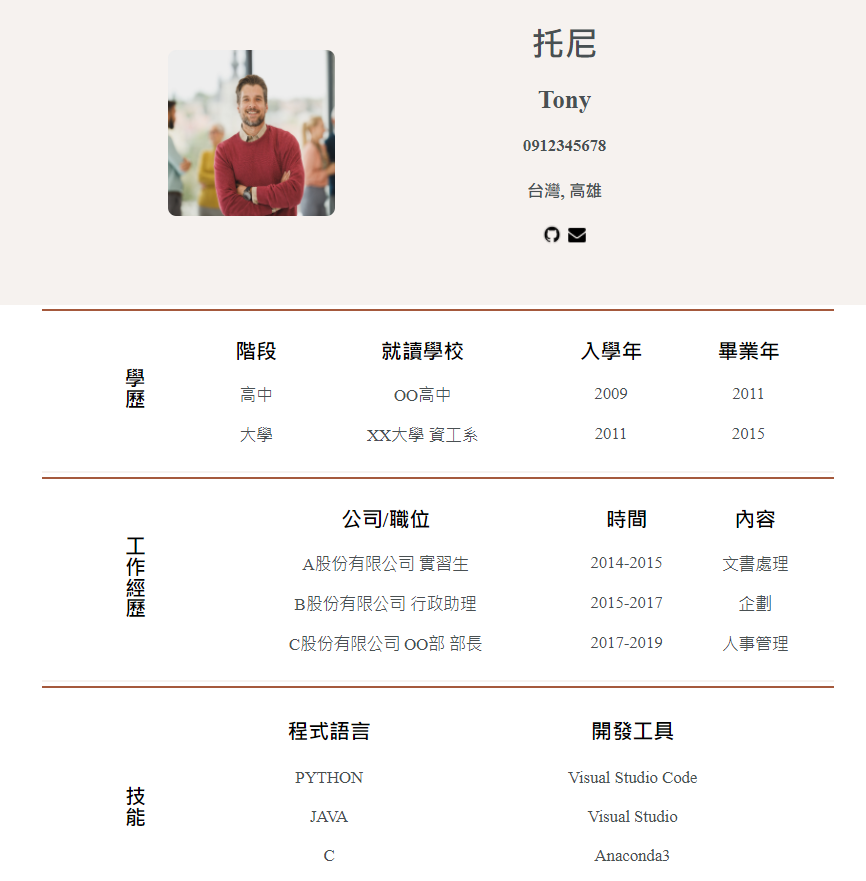 托尼
Tony
0912345678
台灣, 高雄
學歷
階段 就讀學校 入學年 畢業年
高中 OO高中 2009 2011
大學 XX大學 資工系 2011 2015
工作經歷
公司/職位 時間 內容
A股份有限公司 實習生 2014-2015 文書處理
B股份有限公司 行政助理 2015-2017 企劃
C股份有限公司 OO部 部長 2017-2019 人事管理
技能
程式語言 開發工具
PYTHON Visual Studio Code
JAVA Visual Studio
C Anaconda3